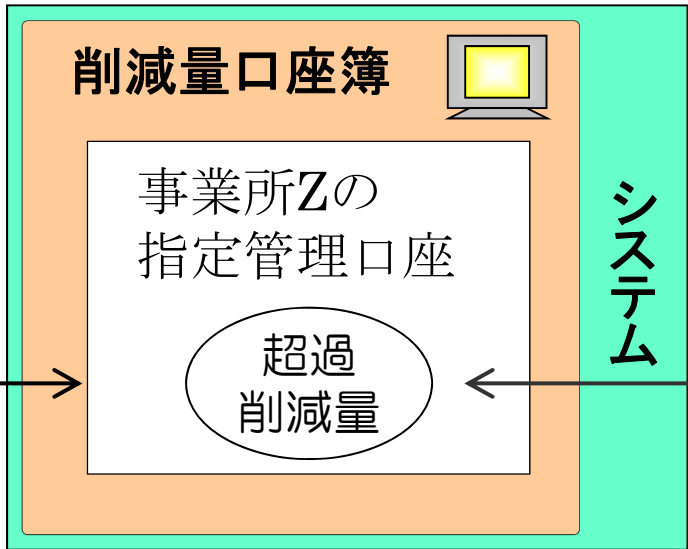 削減量口座簿
事業所Zの
指定管理口座
超過
削減量
システム